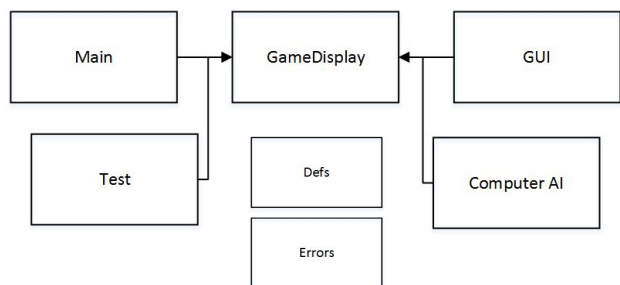 Main
GameDisplay
GUI
Test
Defs
Computer AI
Errors